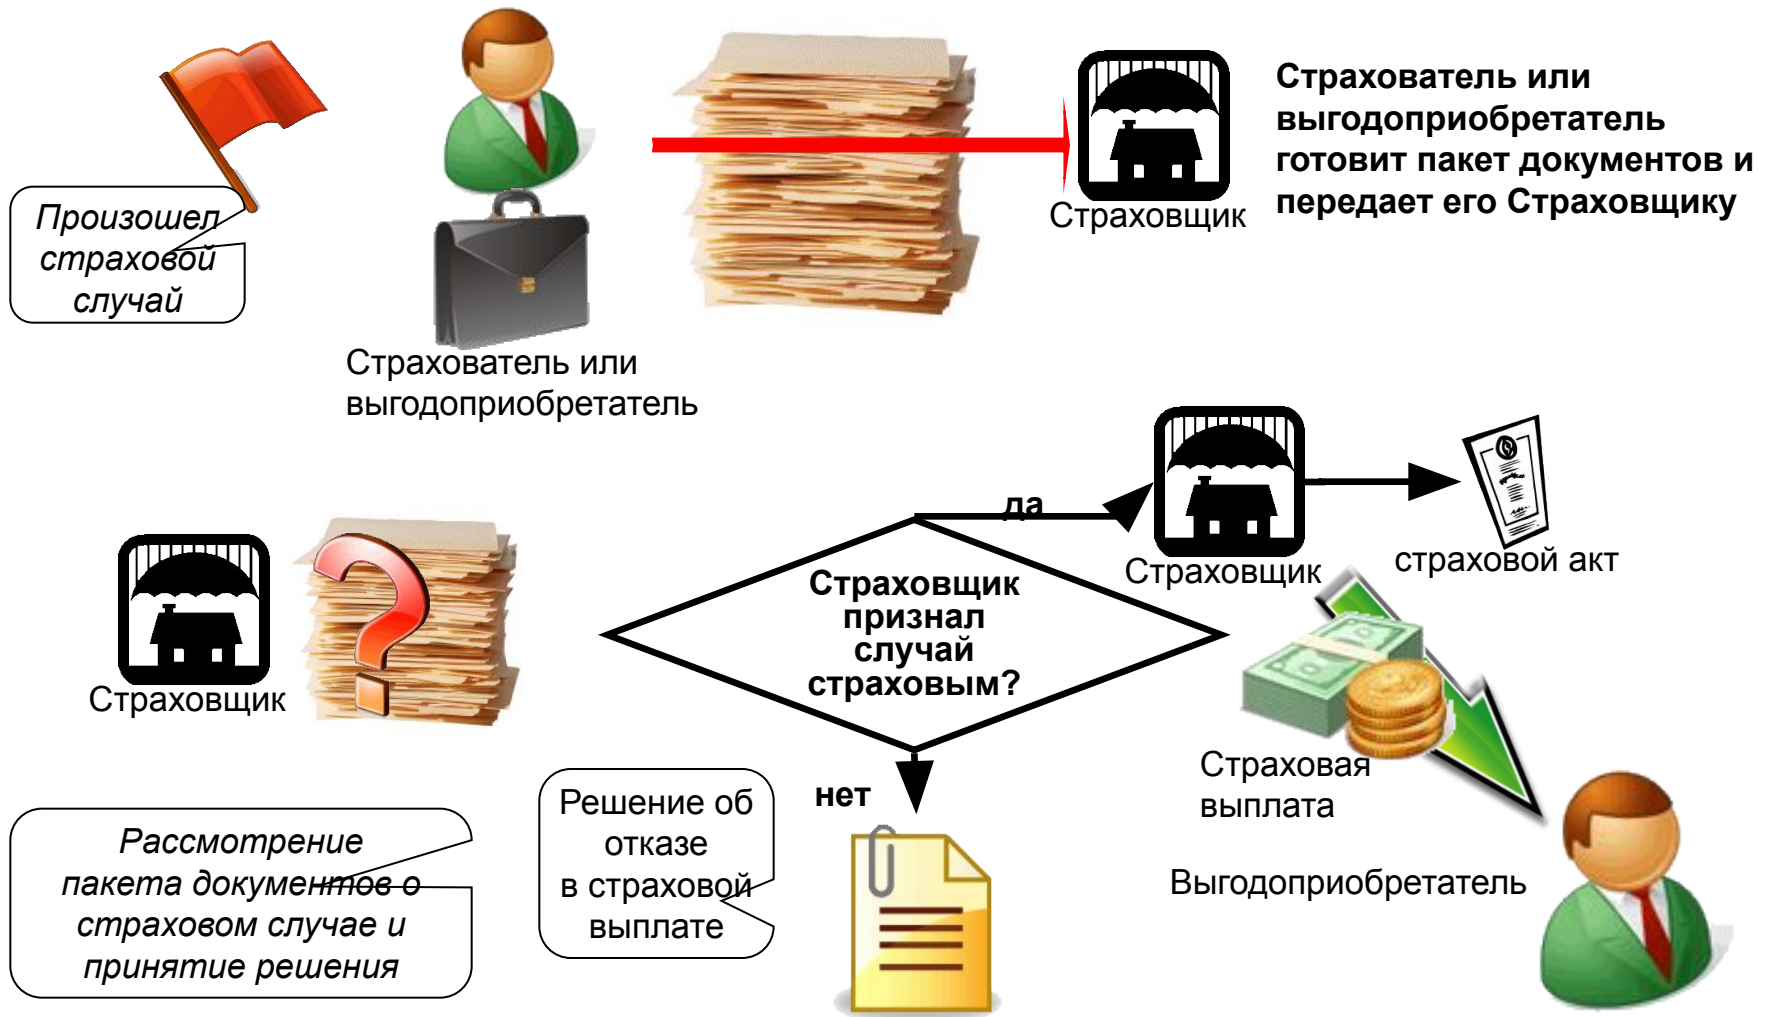 Произошел
страховой
случай
Страхователь или
выгодоприобретатель
Страховщик
Страхователь или
выгодоприобретатель
готовит пакет документов и
передает его Страховщику
Страховщик
Рассмотрение
пакета документов о
страховом случае и
принятие решения
Страховщик
признал
случай
страховым?
да
Страховщик
страховой акт
нет
Решение об
отказе
в страховой
выплате
Страховая
выплата
Выгодоприобретатель